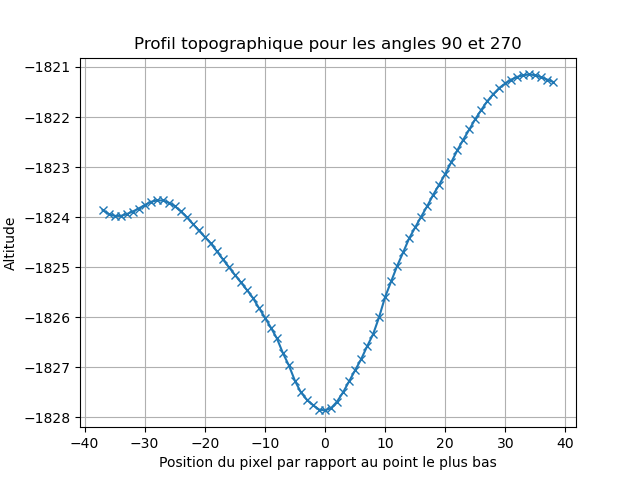 Profil topographique pour les angles 90 et 270
−1821
−1822
−1823
−1824
−1825
−1826
−1827
−1828
Altitude
−40 −30 −20 −10 0 10 20 30 40
Position du pixel par rapport au point le plus bas